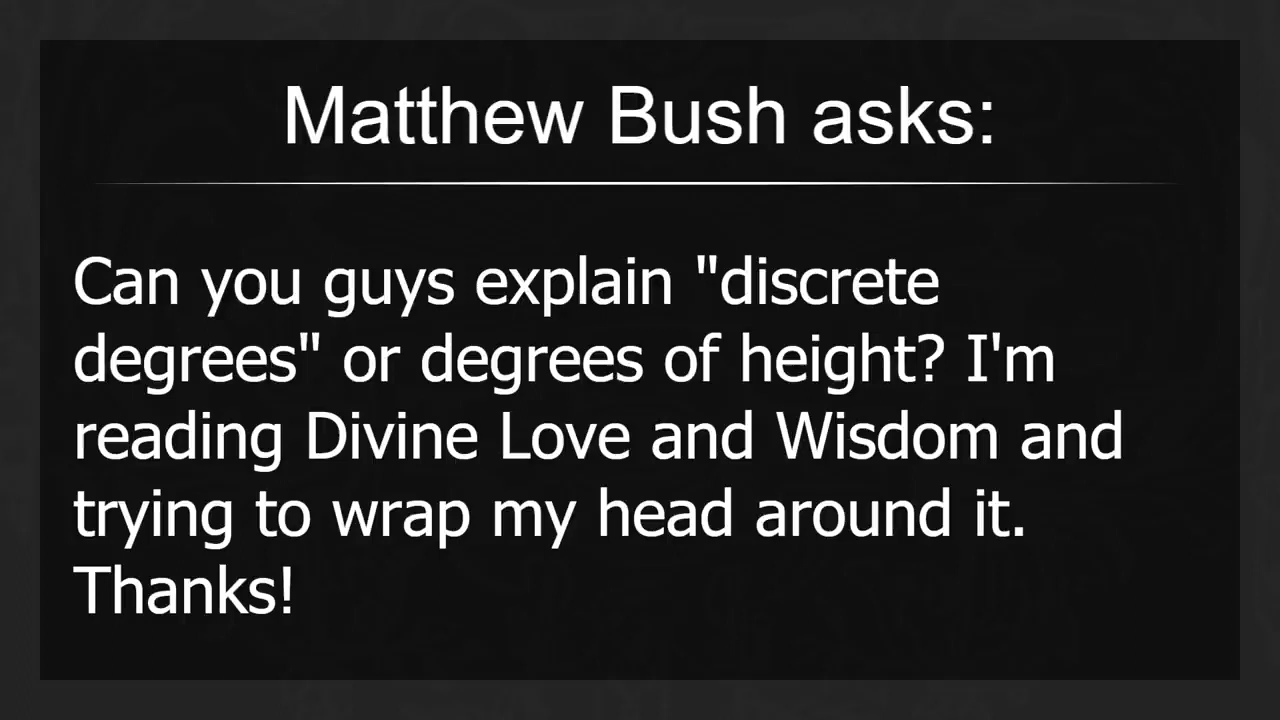 Matthew Bush asks:
Can you guys explain "discrete
degrees" or degrees of height? I'm
reading Divine Love and Wisdom and
trying to wrap my head around it.
Thanks!